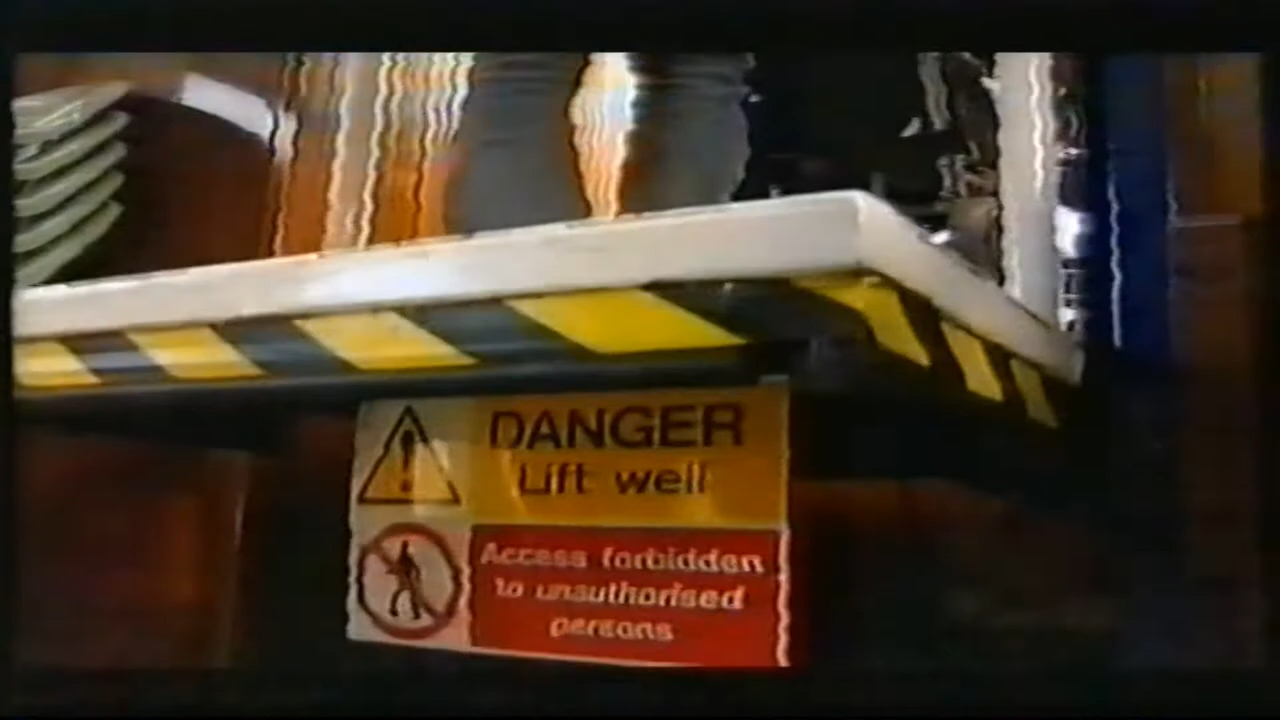 DANGER
Lift well
Access forbidden
to unauthorised
persons